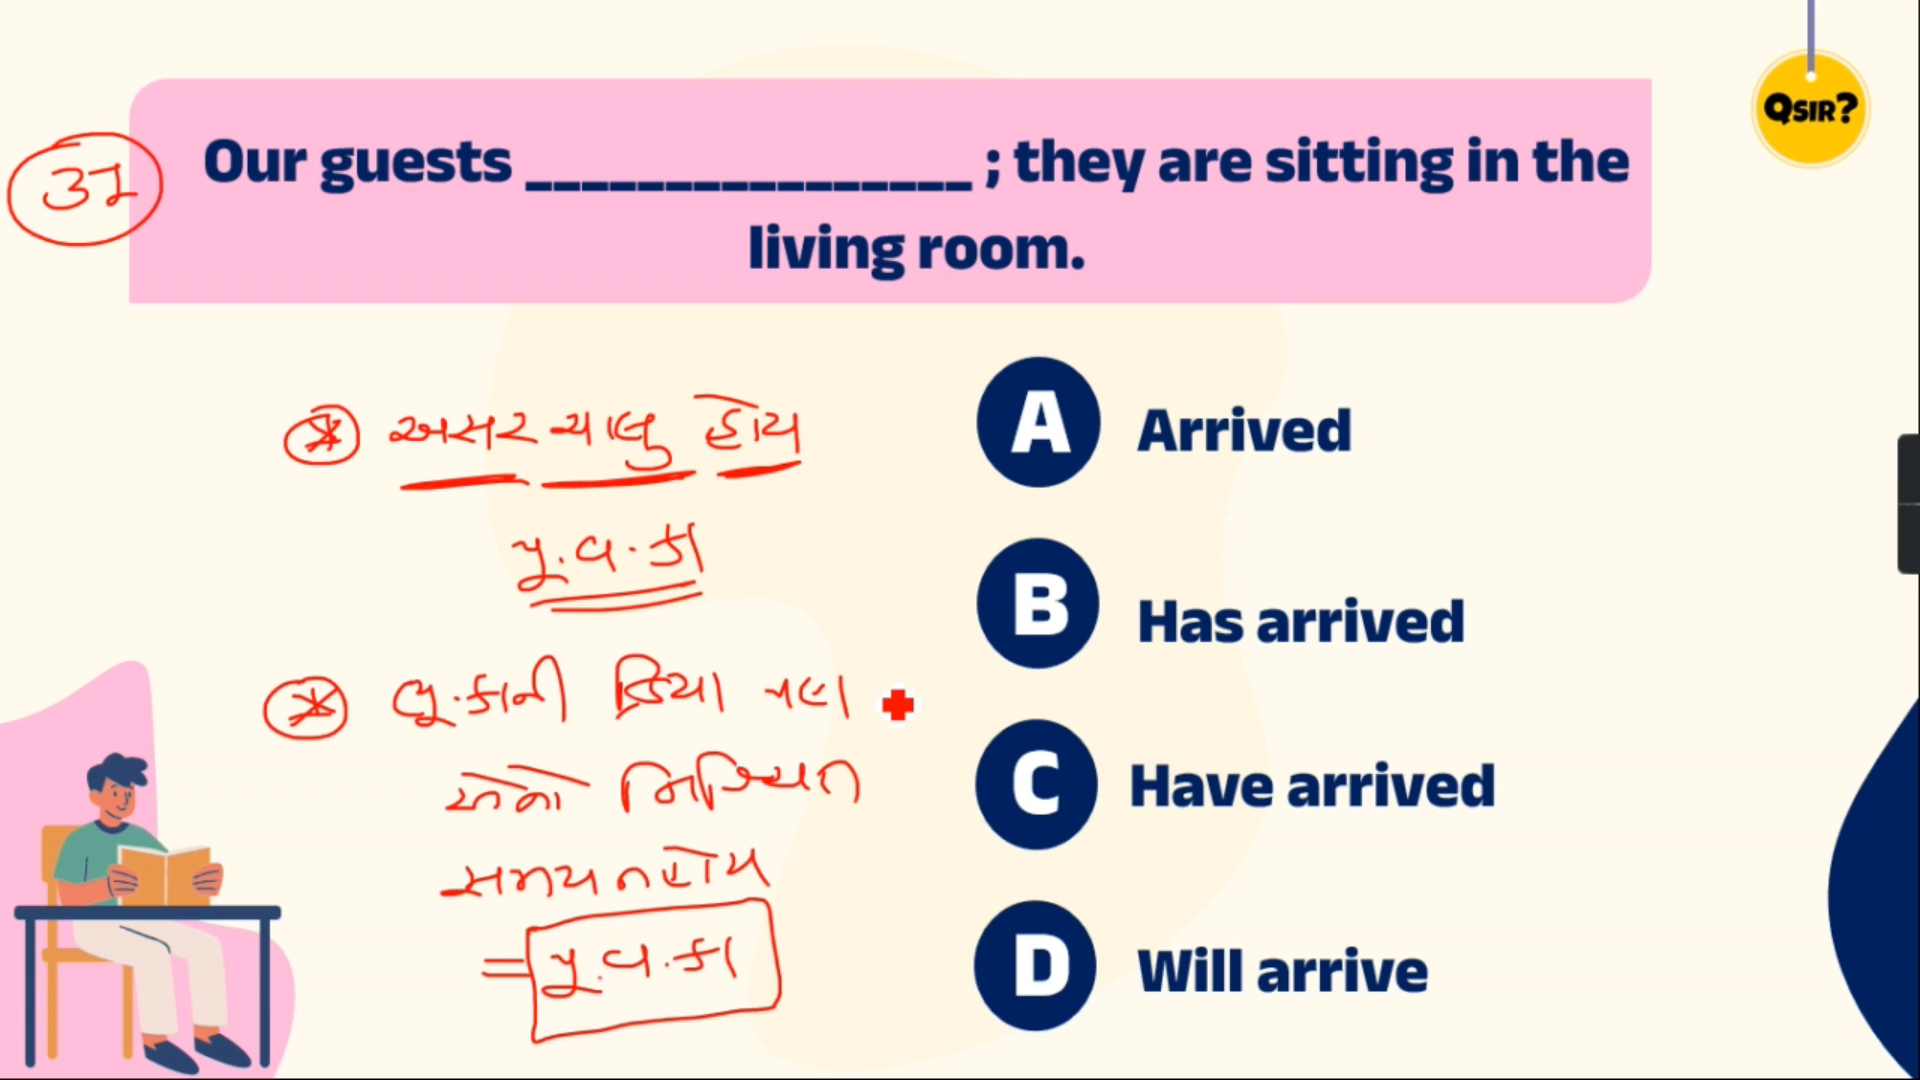 QSIR?
37
Our guests ________________ ; they are sitting in the
living room.
અસર ચાલુ હોય
પૂ.વ.કા
ભૂ.કાની ક્રિયા પણ
સમય ન હોય
= પૂ.વ.કા
A Arrived
B Has arrived
C Have arrived
D Will arrive